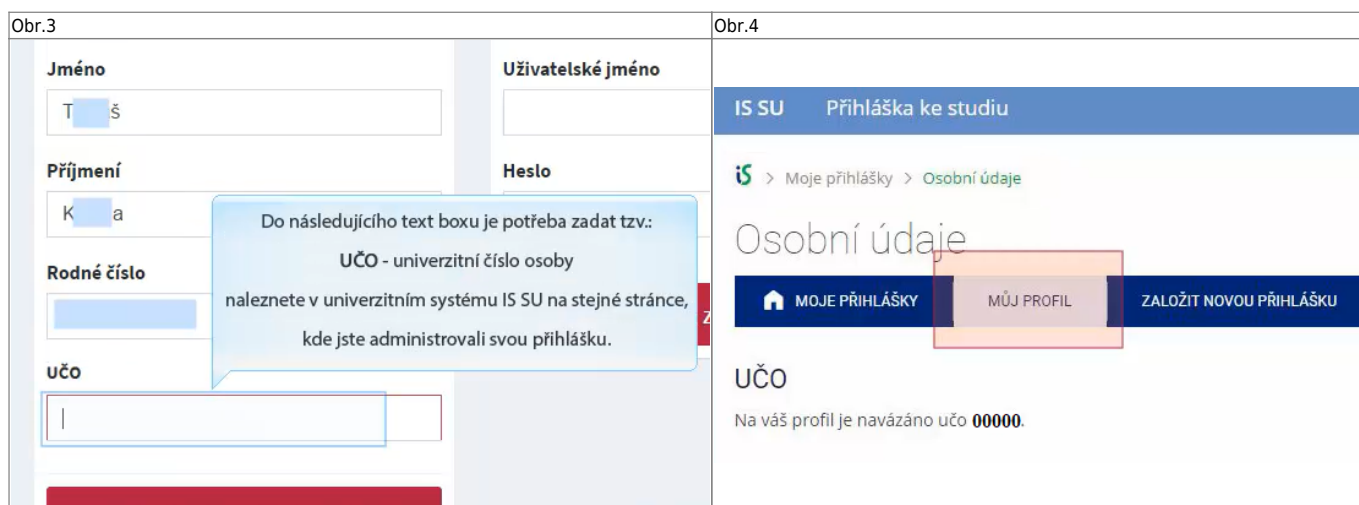 Obr.3
Jméno
T š
Příjmení
K a
Rodné číslo
UČO
Uživatelské jméno
Heslo
Do následujícího text boxu je potřeba zadat tzv.:
UČO - univerzitní číslo osoby
naleznete v univerzitním systému IS SU na stejné stránce,
kde jste administrovali svou přihlášku.
Z
Obr.4
IS SU Přihláška ke studiu
iS > Moje přihlášky > Osobní údaje
Osobní údaje
MOJE PŘIHLÁŠKY MŮJ PROFIL ZALOŽIT NOVOU PŘIHLÁŠKU
UČO
Na váš profil je navázáno učo 00000.